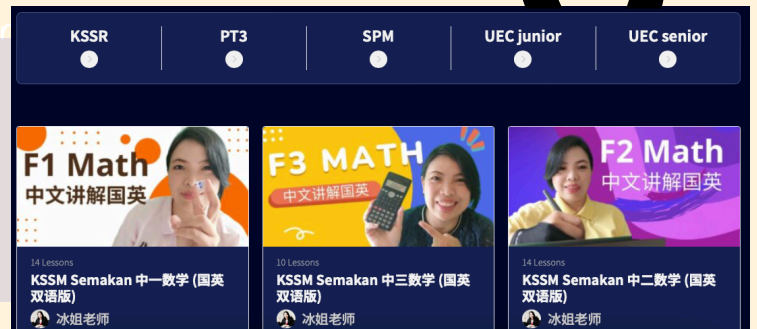 KSSR
PT3
SPM
UEC junior
UEC senior
F1 Math
中文讲解国英
F3 MATH
中文讲解国英
F2 Math
中文讲解国英
14 Lessons
KSSM Semakan 中一数学 (国英
双语版)
冰姐老师
10 Lessons
KSSM Semakan 中三数学 (国英
双语版)
冰姐老师
14 Lessons
KSSM Semakan 中二数学 (国英
双语版)
冰姐老师